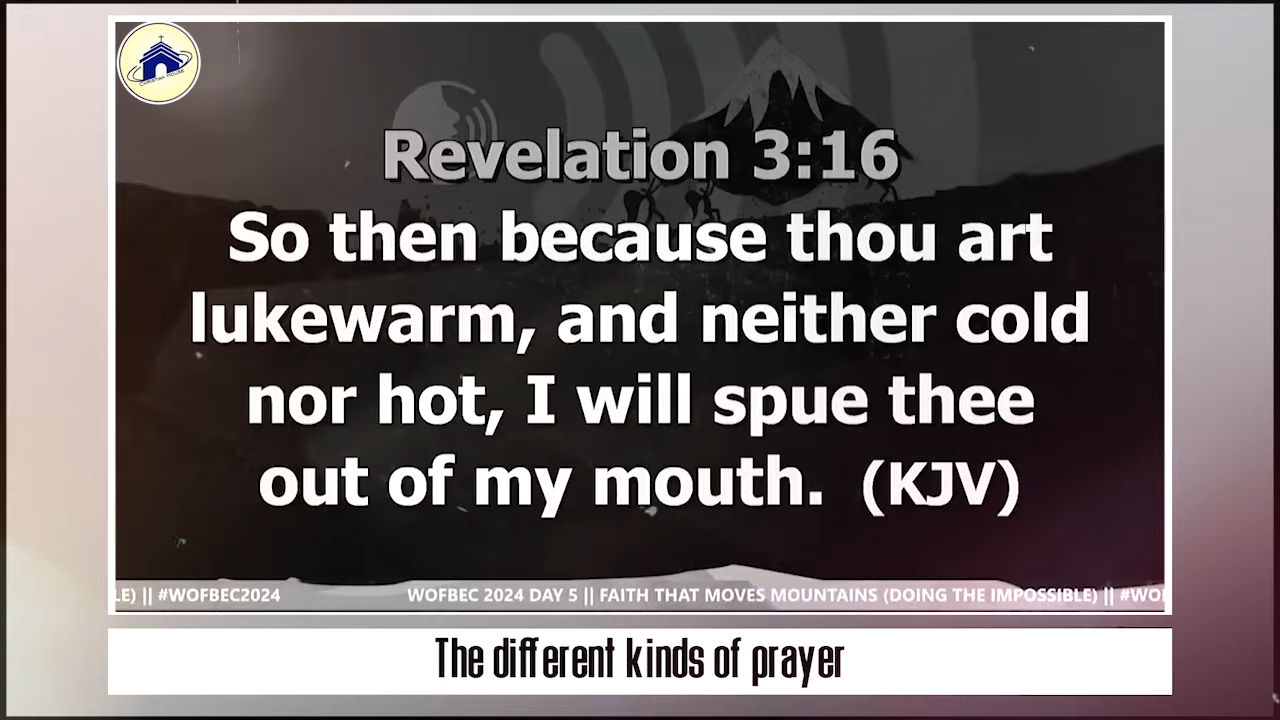 CHRISTIAN HOUSE
Revelation 3:16
So then because thou art
lukewarm, and neither cold
nor hot, I will spue thee
out of my mouth. (KJV)
LE) || #WOFBEC2024 WOFBEC 2024 DAY 5 || FAITH THAT MOVES MOUNTAINS (DOING THE IMPOSSIBLE) || #WO
The different kinds of prayer